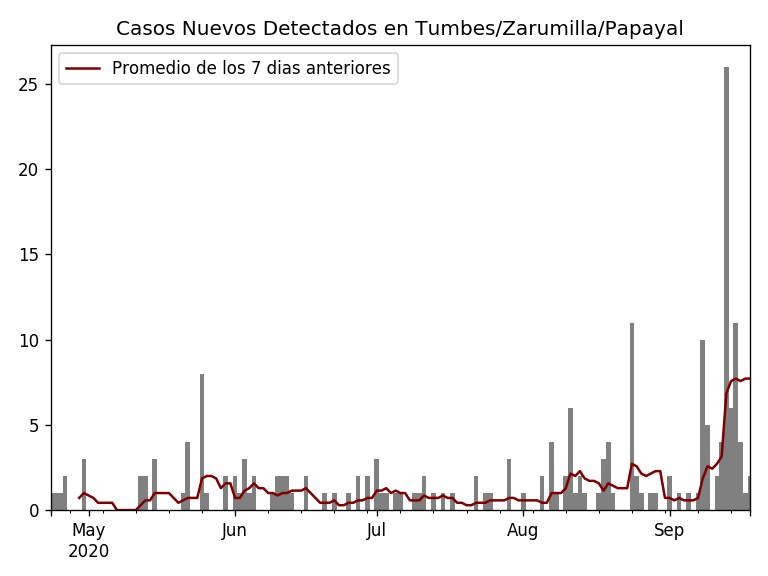 Casos Nuevos Detectados en Tumbes/Zarumilla/Papayal
Promedio de los 7 dias anteriores
25
20
15
10
5
0
May Jun Jul Aug Sep
2020